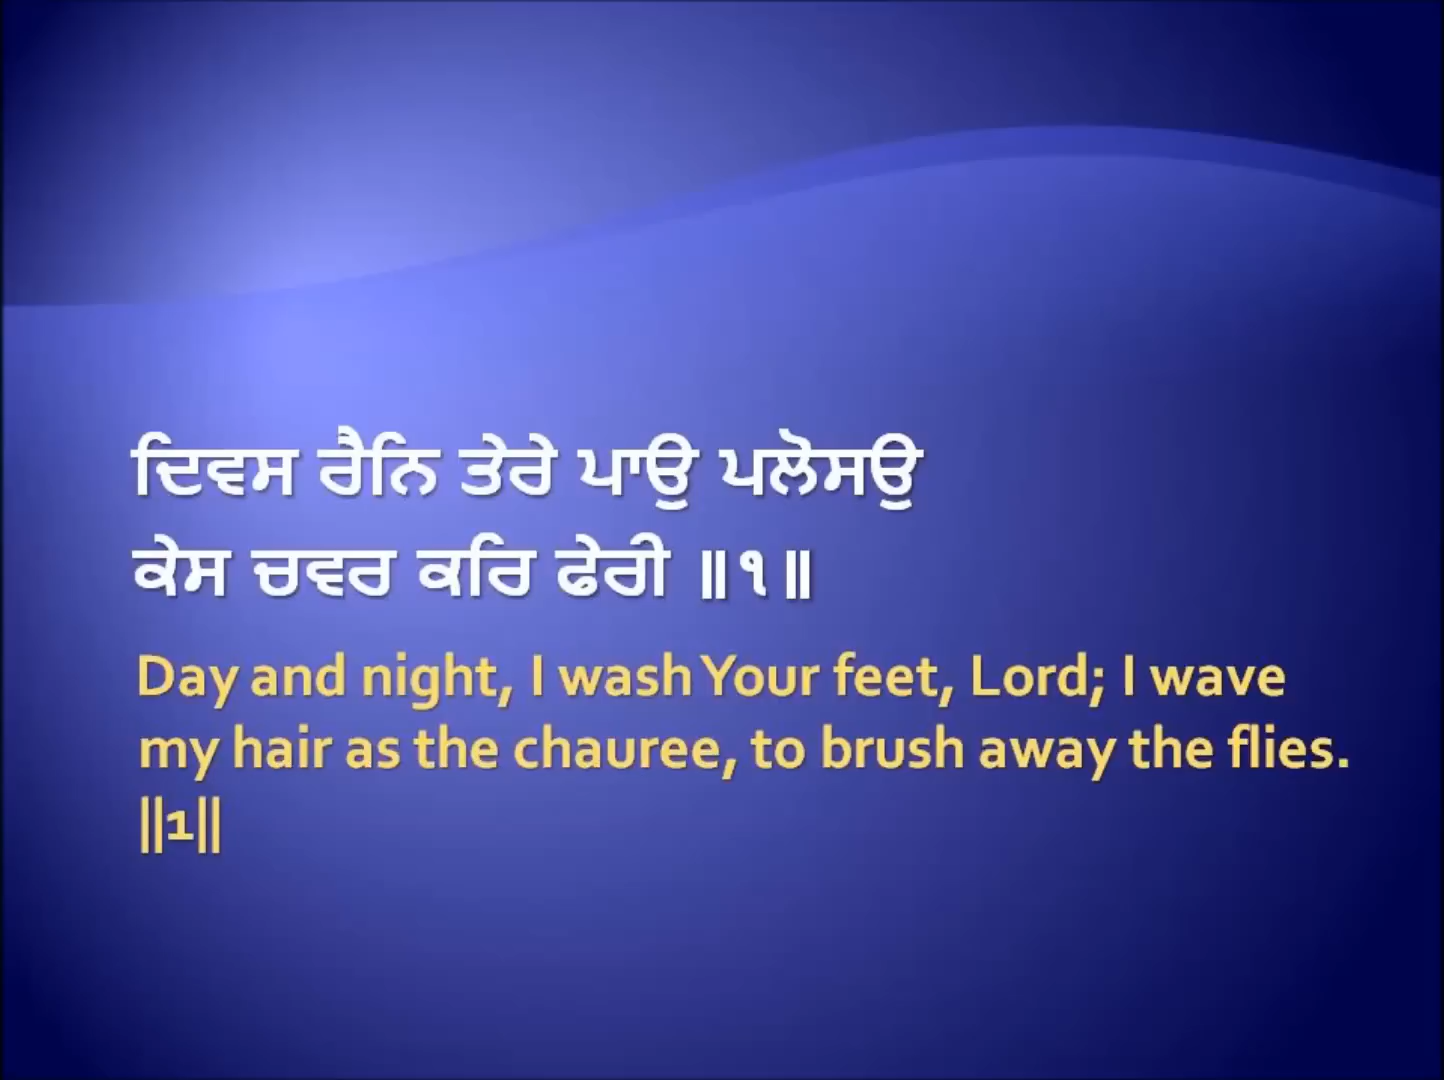 ਦਿਵਸ ਰੈਨਿ ਤੇਰੇ ਪਾਉ ਪਲੋਸਉ
ਕੇਸ ਚਵਰ ਕਰਿ ਫੇਰੀ ॥੧॥
Day and night, I wash Your feet, Lord; I wave
my hair as the chauree, to brush away the flies.
||1||